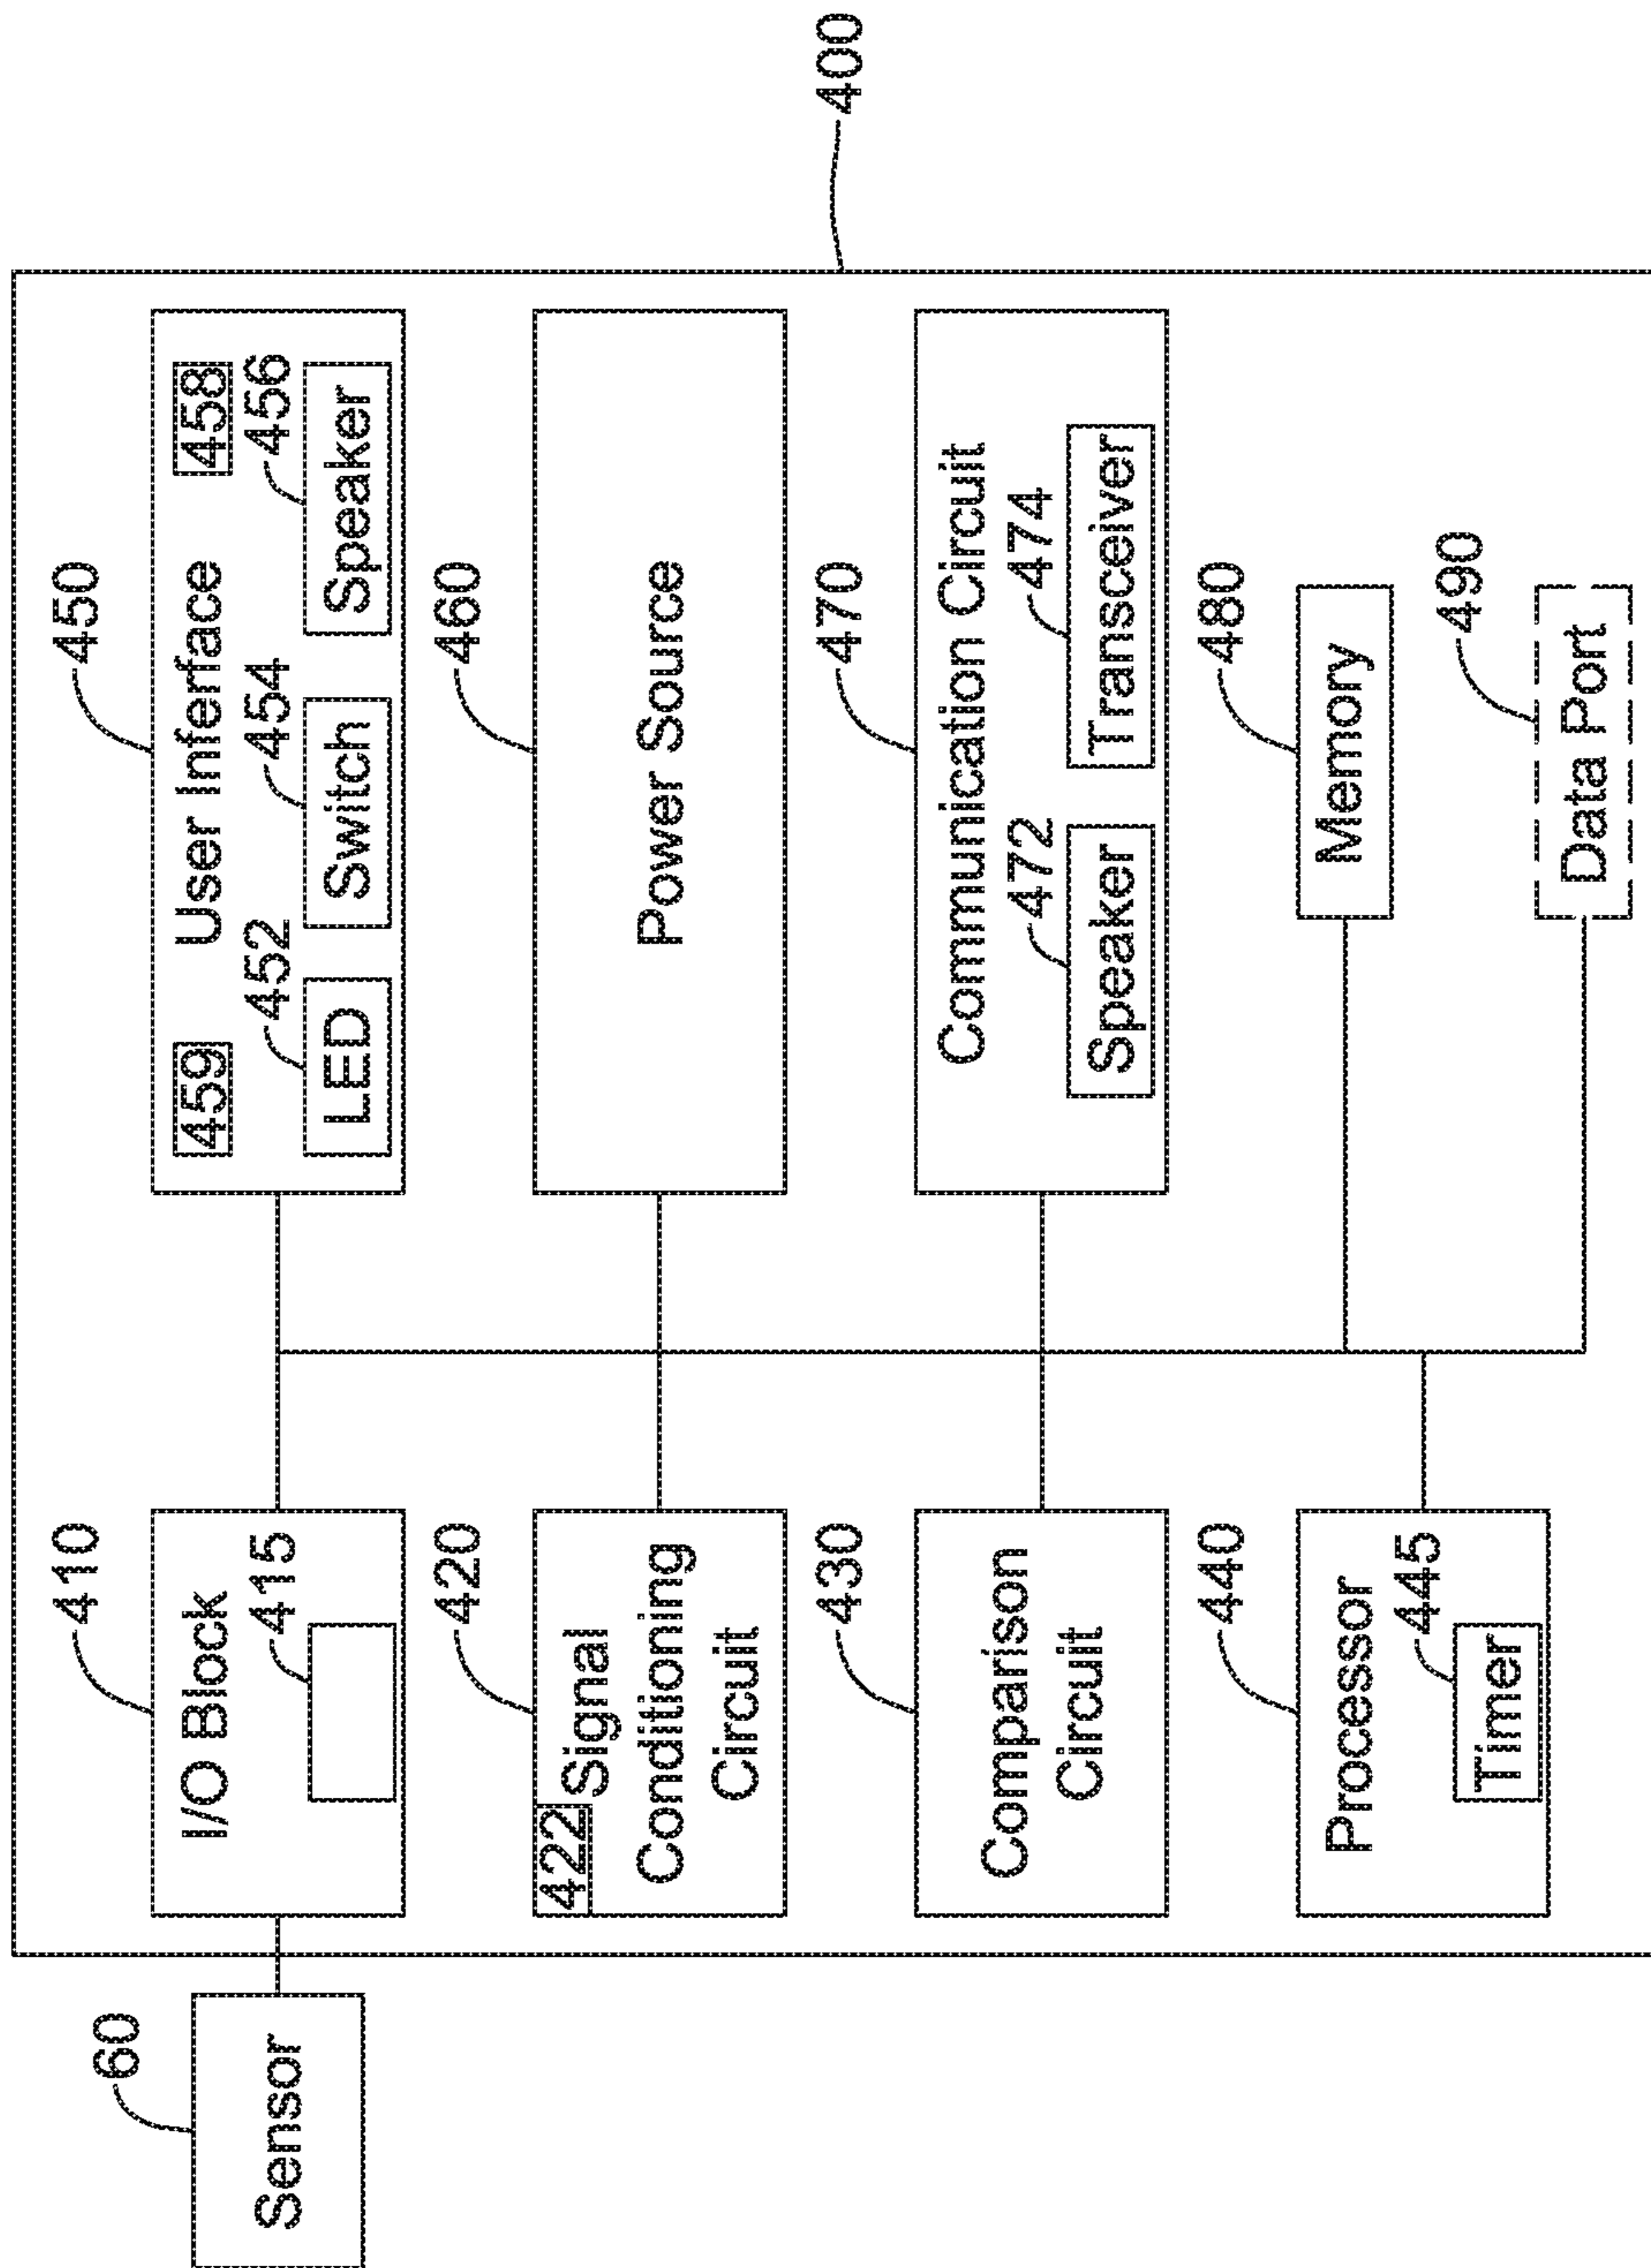 60
Sensor
400
410
I/O Block
415
420
422
Signal
Conditioning
Circuit
430
Comparison
Circuit
440
Processor
445
Timer
450
459
User Inferface
458
452
LED
454
Switch
456
Speaker
460
Power Source
470
Communication Circuit
472
Speaker
474
Transceiver
480
Memory
490
Data Port